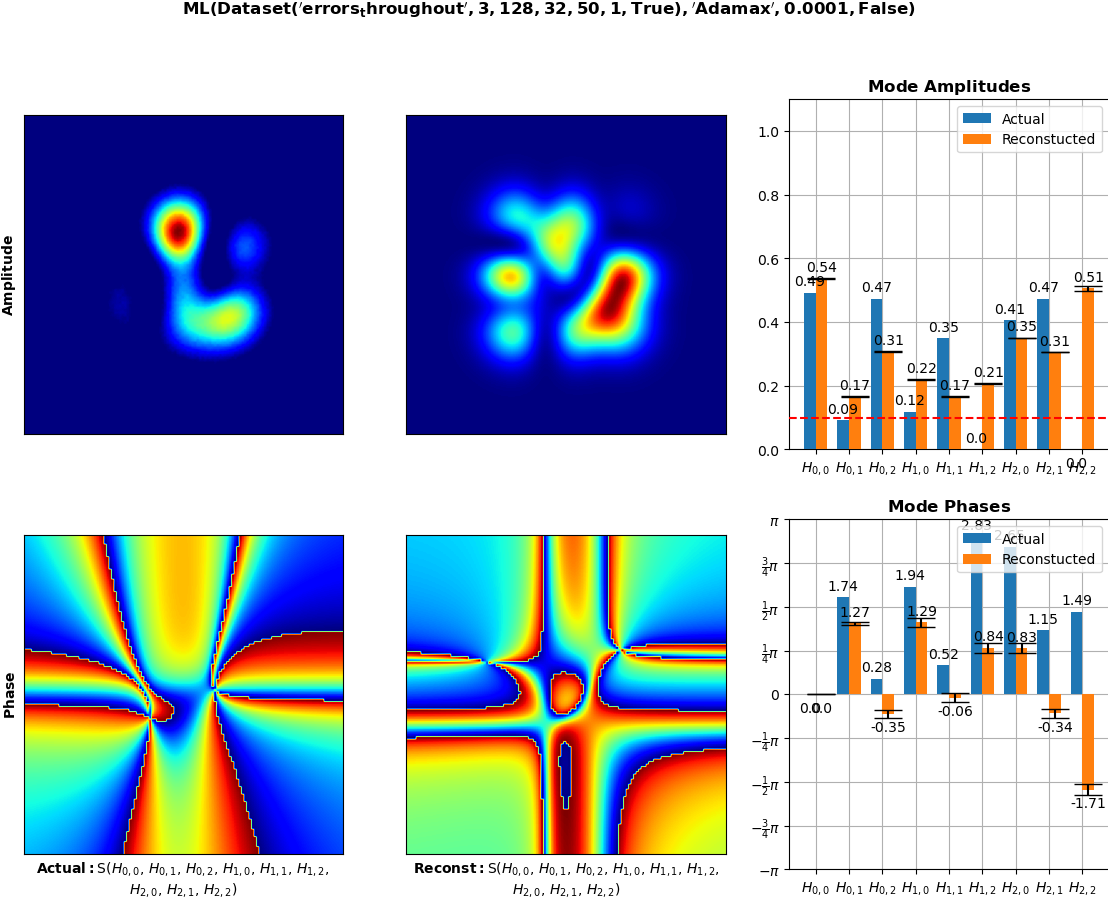 ML(Dataset('errors_throughout', 3, 128, 32, 50, 1, True), 'Adamax', 0.0001, False)
Amplitude
Mode Amplitudes
Actual
Reconstucted
1.0
0.8
0.6
0.4
0.2
0.0
0.49 0.54 0.09 0.17 0.47 0.31 0.12 0.22 0.35 0.17 0.0 0.21 0.41 0.35 0.47 0.31 0.0 0.51
H0,0 H0,1 H0,2 H1,0 H1,1 H1,2 H2,0 H2,1 H2,2
Phase
Actual:S(H0,0, H0,1, H0,2, H1,0, H1,1, H1,2,
H2,0, H2,1, H2,2)
Reconst:S(H0,0, H0,1, H0,2, H1,0, H1,1, H1,2,
H2,0, H2,1, H2,2)
Mode Phases
Actual
Reconstucted
π
3/4π
1/2π
1/4π
0
−1/4π
−1/2π
−3/4π
−π
0.0 0.0 1.74 1.27 0.28 -0.35 1.94 1.29 0.52 -0.06 2.83 0.84 0.83 1.15 -0.34 1.49 -1.71
H0,0 H0,1 H0,2 H1,0 H1,1 H1,2 H2,0 H2,1 H2,2